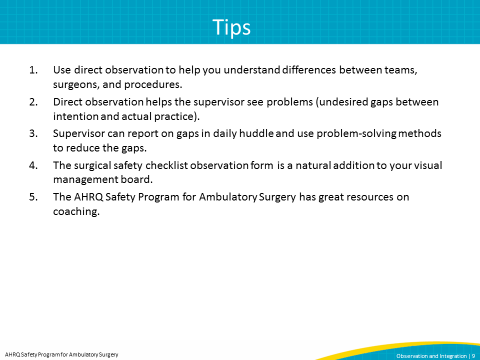 Tips
1. Use direct observation to help you understand differences between teams,
surgeons, and procedures.
2. Direct observation helps the supervisor see problems (undesired gaps between
intention and actual practice).
3. Supervisor can report on gaps in daily huddle and use problem-solving methods
to reduce the gaps.
4. The surgical safety checklist observation form is a natural addition to your visual
management board.
5. The AHRQ Safety Program for Ambulatory Surgery has great resources on
coaching.
AHRQ Safety Program for Ambulatory Surgery
Observation and Integration | 9